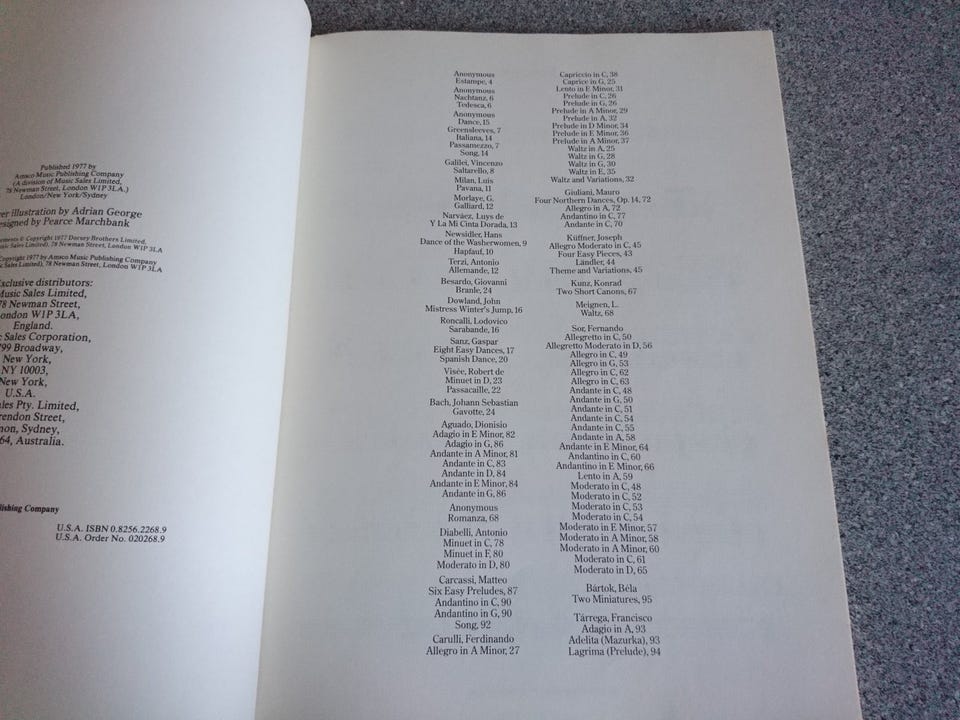 Published 1977 by
Amsco Music Publishing Company
(A division of Music Sales Limited,
78 Newman Street, London W1P 3LA.)
London/New York/Sydney
er illustration by Adrian George
esigned by Pearce Marchbank
ements © Copyright 1977 Dorsey Brothers Limited,
sic Sales Limited), 78 Newman Street, London W1P 3LA
Copyright 1977 by Amsco Music Publishing Company
ic Sales Limited), 78 Newman Street, London W1P 3LA
xclusive distributors:
Music Sales Limited,
78 Newman Street,
ondon W1P 3LA,
England.
c Sales Corporation,
799 Broadway,
New York,
NY 10003,
New York,
U.S.A.
ales Pty. Limited,
rendon Street,
non, Sydney,
64, Australia.
blishing Company
U.S.A. ISBN 0.8256.2268.9
U.S.A. Order No. 020268.9
Anonymous
Estampe, 4
Anonymous
Nachtanz, 6
Tedesca, 6
Anonymous
Dance, 15
Greensleeves, 7
Italiana, 14
Passamezzo, 7
Song, 14
Galilei, Vincenzo
Saltarello, 8
Milan, Luis
Pavana, 11
Morlaye, G.
Galliard, 12
Narváez, Luys de
Y La Mi Cinta Dorada, 13
Newsidler, Hans
Dance of the Washerwomen, 9
Hapfauf, 10
Terzi, Antonio
Allemande, 12
Besardo, Giovanni
Branle, 24
Dowland, John
Mistress Winter's Jump, 16
Roncalli, Lodovico
Sarabande, 16
Sanz, Gaspar
Eight Easy Dances, 17
Spanish Dance, 20
Visée, Robert de
Minuet in D, 23
Passacaille, 22
Bach, Johann Sebastian
Gavotte, 24
Aguado, Dionisio
Adagio in E Minor, 82
Adagio in G, 86
Andante in A Minor, 81
Andante in C, 83
Andante in D, 84
Andante in E Minor, 84
Andante in G, 86
Anonymous
Romanza, 68
Diabelli, Antonio
Minuet in C, 78
Minuet in F, 80
Moderato in D, 80
Carcassi, Matteo
Six Easy Preludes, 87
Andantino in C, 90
Andantino in G, 90
Song, 92
Carulli, Ferdinando
Allegro in A Minor, 27
Capriccio in C, 38
Caprice in G, 25
Lento in E Minor, 31
Prelude in C, 26
Prelude in G, 26
Prelude in A Minor, 29
Prelude in A, 32
Prelude in D Minor, 34
Prelude in E Minor, 36
Prelude in A Minor, 37
Waltz in A, 25
Waltz in G, 28
Waltz in G, 30
Waltz in E, 35
Waltz and Variations, 32
Giuliani, Mauro
Four Northern Dances, Op. 14, 72
Allegro in A, 72
Andantino in C, 77
Andante in C, 70
Küffner, Joseph
Allegro Moderato in C, 45
Four Easy Pieces, 43
Ländler, 44
Theme and Variations, 45
Kunz, Konrad
Two Short Canons, 67
Meignen, L.
Waltz, 68
Sor, Fernando
Allegretto in C, 50
Allegretto Moderato in D, 56
Allegro in C, 49
Allegro in G, 53
Allegro in C, 62
Allegro in C, 63
Andante in C, 48
Andante in G, 50
Andante in C, 51
Andante in C, 54
Andante in C, 55
Andante in A, 58
Andante in E Minor, 64
Andantino in C, 60
Andantino in E Minor, 66
Lento in A, 59
Moderato in C, 48
Moderato in C, 52
Moderato in C, 53
Moderato in C, 54
Moderato in E Minor, 57
Moderato in A Minor, 58
Moderato in A Minor, 60
Moderato in C, 61
Moderato in D, 65
Bártok, Béla
Two Miniatures, 95
Tárrega, Francisco
Adagio in A, 93
Adelita (Mazurka), 93
Lagrima (Prelude), 94